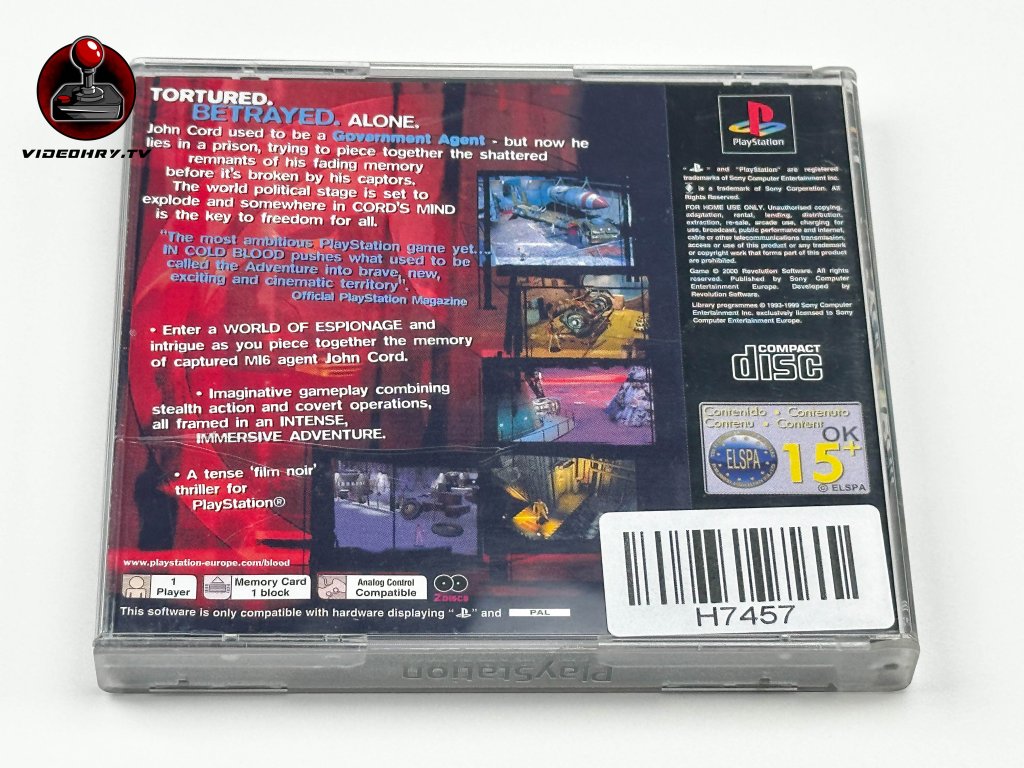 VIDEOHRY.TV
TORTURED.
BETRAYED. ALONE.
John Cord used to be a Government Agent - but now he
lies in a prison, trying to piece together the shattered
remnants of his fading memory
before it's broken by his captors.
The world political stage is set to
explode and somewhere in CORD'S MIND
is the key to freedom for all.
"The most ambitious PlayStation game yet...
IN COLD BLOOD pushes what used to be
called the Adventure into brave, new,
exciting and cinematic territory".
Official PlayStation Magazine
• Enter a WORLD OF ESPIONAGE and
intrigue as you piece together the memory
of captured MI6 agent John Cord.
• Imaginative gameplay combining
stealth action and covert operations,
all framed in an INTENSE,
IMMERSIVE ADVENTURE.
• A tense 'film noir'
thriller for
PlayStation®
www.playstation-europe.com/blood
1
Player
Memory Card
1 block
Analog Control
Compatible
2 DISCS
This software is only compatible with hardware displaying " " and PAL
PlayStation
" " and "PlayStation" are registered
trademarks of Sony Computer Entertainment Inc.
is a trademark of Sony Corporation. All
Rights Reserved.
FOR HOME USE ONLY. Unauthorised copying,
adaptation, rental, lending, distribution,
extraction, re-sale, arcade use, charging for
use, broadcast, public performance and internet,
cable or other telecommunications transmission,
access or use of this product or any trademark
or copyright work that forms part of this product
are prohibited.
Game © 2000 Revolution Software. All rights
reserved. Published by Sony Computer
Entertainment Europe. Developed by
Revolution Software.
Library programmes © 1993-1999 Sony Computer
Entertainment Inc. exclusively licensed to Sony
Computer Entertainment Europe.
COMPACT
disc
Contenido • Contenuto
Contenu • Content
ELSPA
15+
OK
© ELSPA
H7457
PlayStation